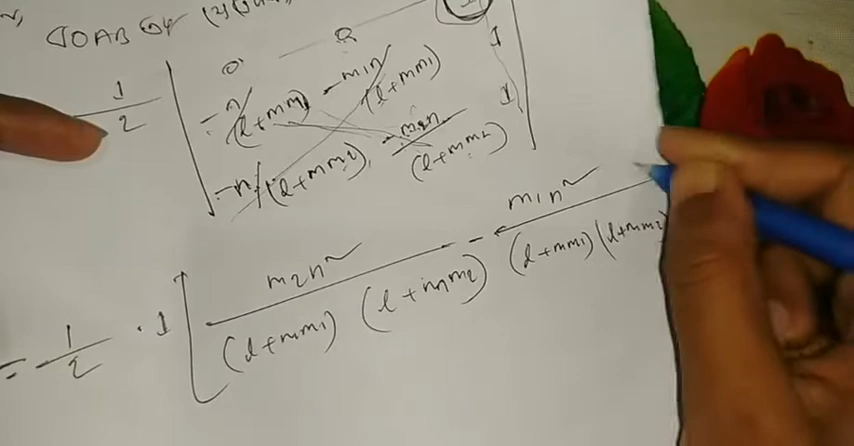 ΔOAB এর
1/2 | 0 0 1
-n/(l+mm1) -m1n/(l+mm1) 1
-n/(l+mm2) -m2n/(l+mm2) 1 |
= 1/2 · 1 [ m2n²/(l+mm1)(l+mm2) - m1n²/(l+mm1)(l+mm2)